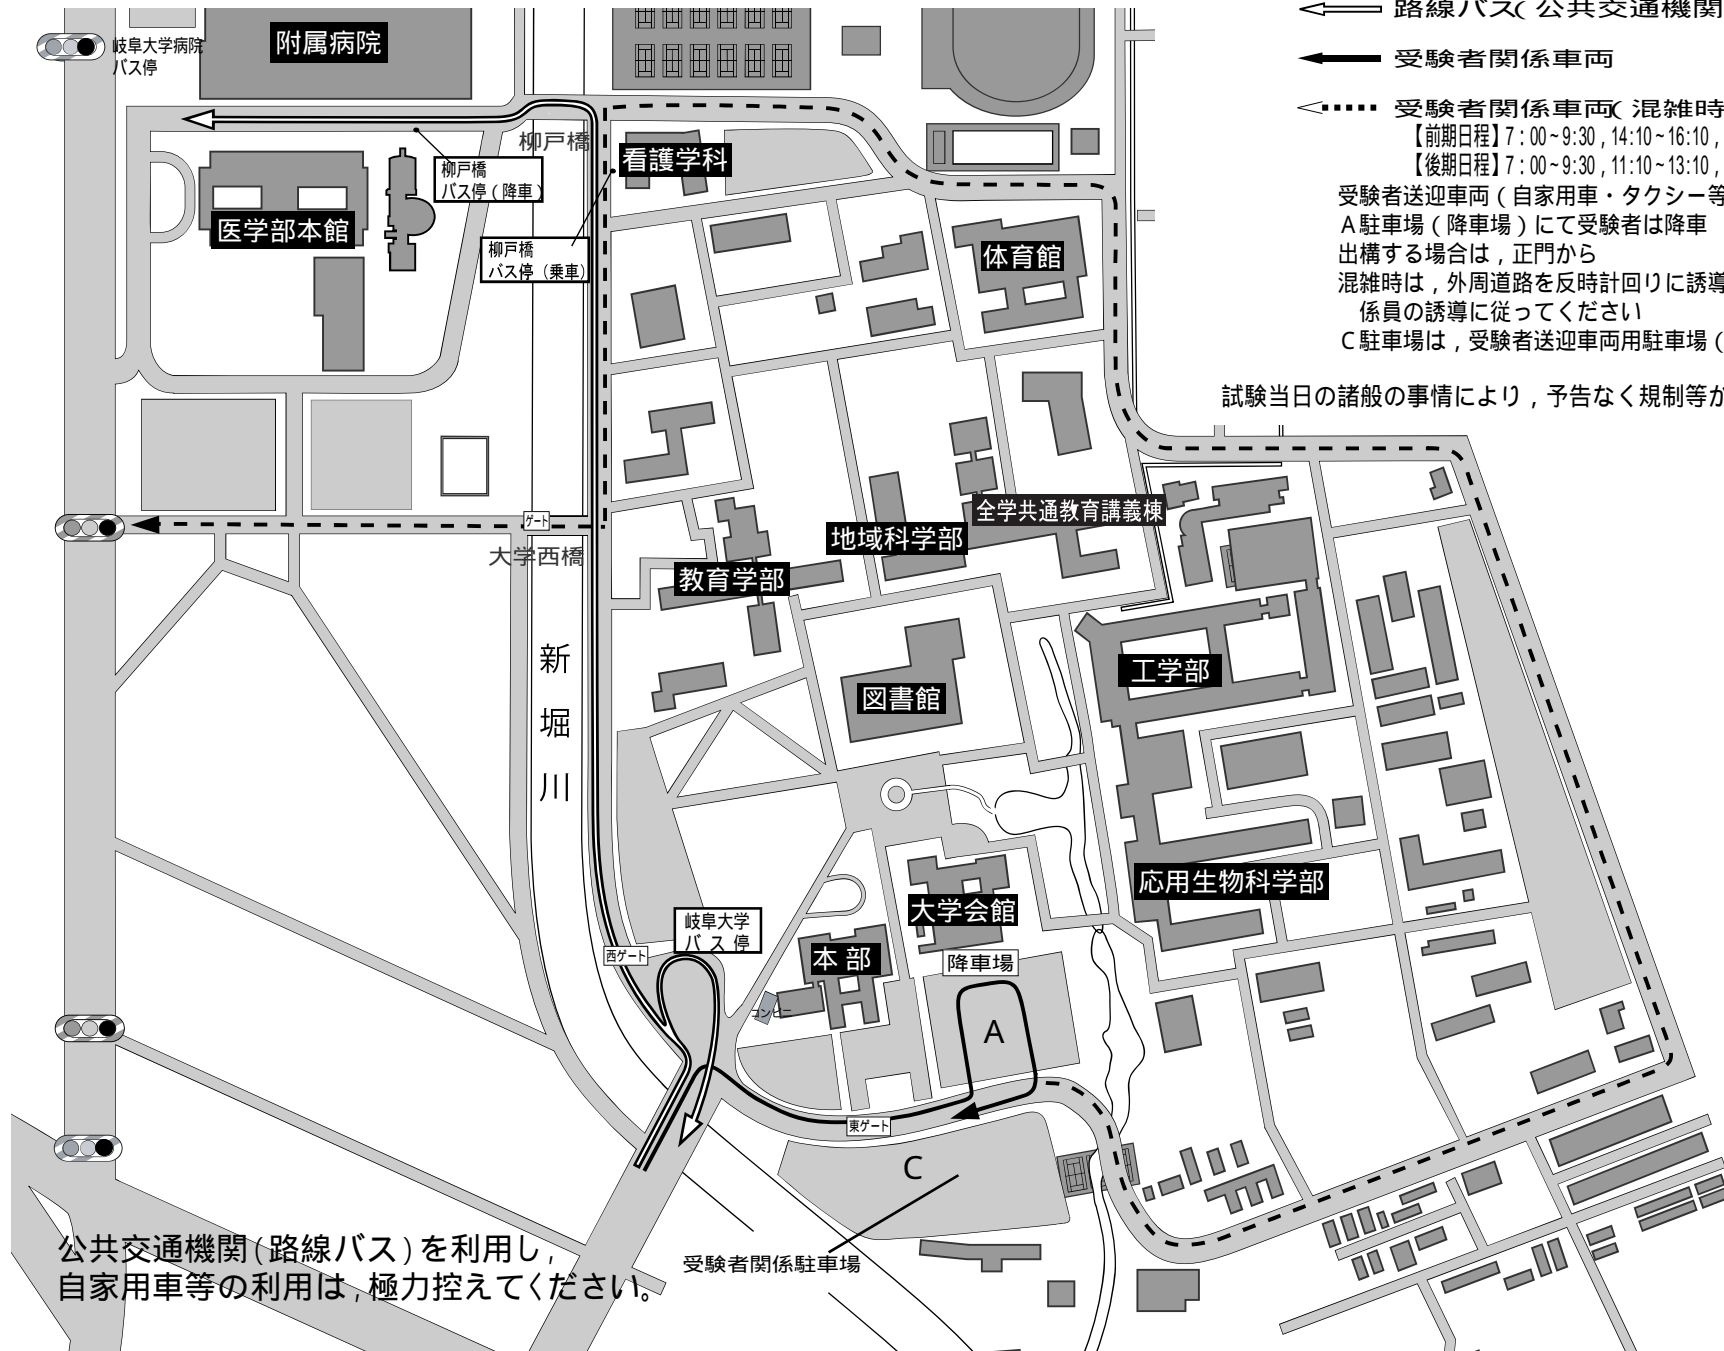 路線バス（公共交通機関
受験者関係車両
受験者関係車両（混雑時
【前期日程】7：00~9:30 , 14:10~16:10 ,
【後期日程】7：00~9:30 , 11:10~13:10 ,
受験者送迎車両（自家用車・タクシー等
Ａ駐車場（降車場）にて受験者は降車
出構する場合は，正門から
混雑時は，外周道路を反時計回りに誘導
係員の誘導に従ってください
Ｃ駐車場は，受験者送迎車両用駐車場（
試験当日の諸般の事情により，予告なく規制等が
岐阜大学病院
バス停
附属病院
柳戸橋
看護学科
柳戸橋
バス停（降車）
医学部本館
柳戸橋
バス停（乗車）
体育館
全学共通教育講義棟
ゲート
地域科学部
大学西橋
教育学部
新堀川
工学部
図書館
応用生物科学部
大学会館
岐阜大学
バス停
西ゲート
本部
降車場
コンビニ
A
東ゲート
C
受験者関係駐車場
公共交通機関（路線バス）を利用し，
自家用車等の利用は，極力控えてください。